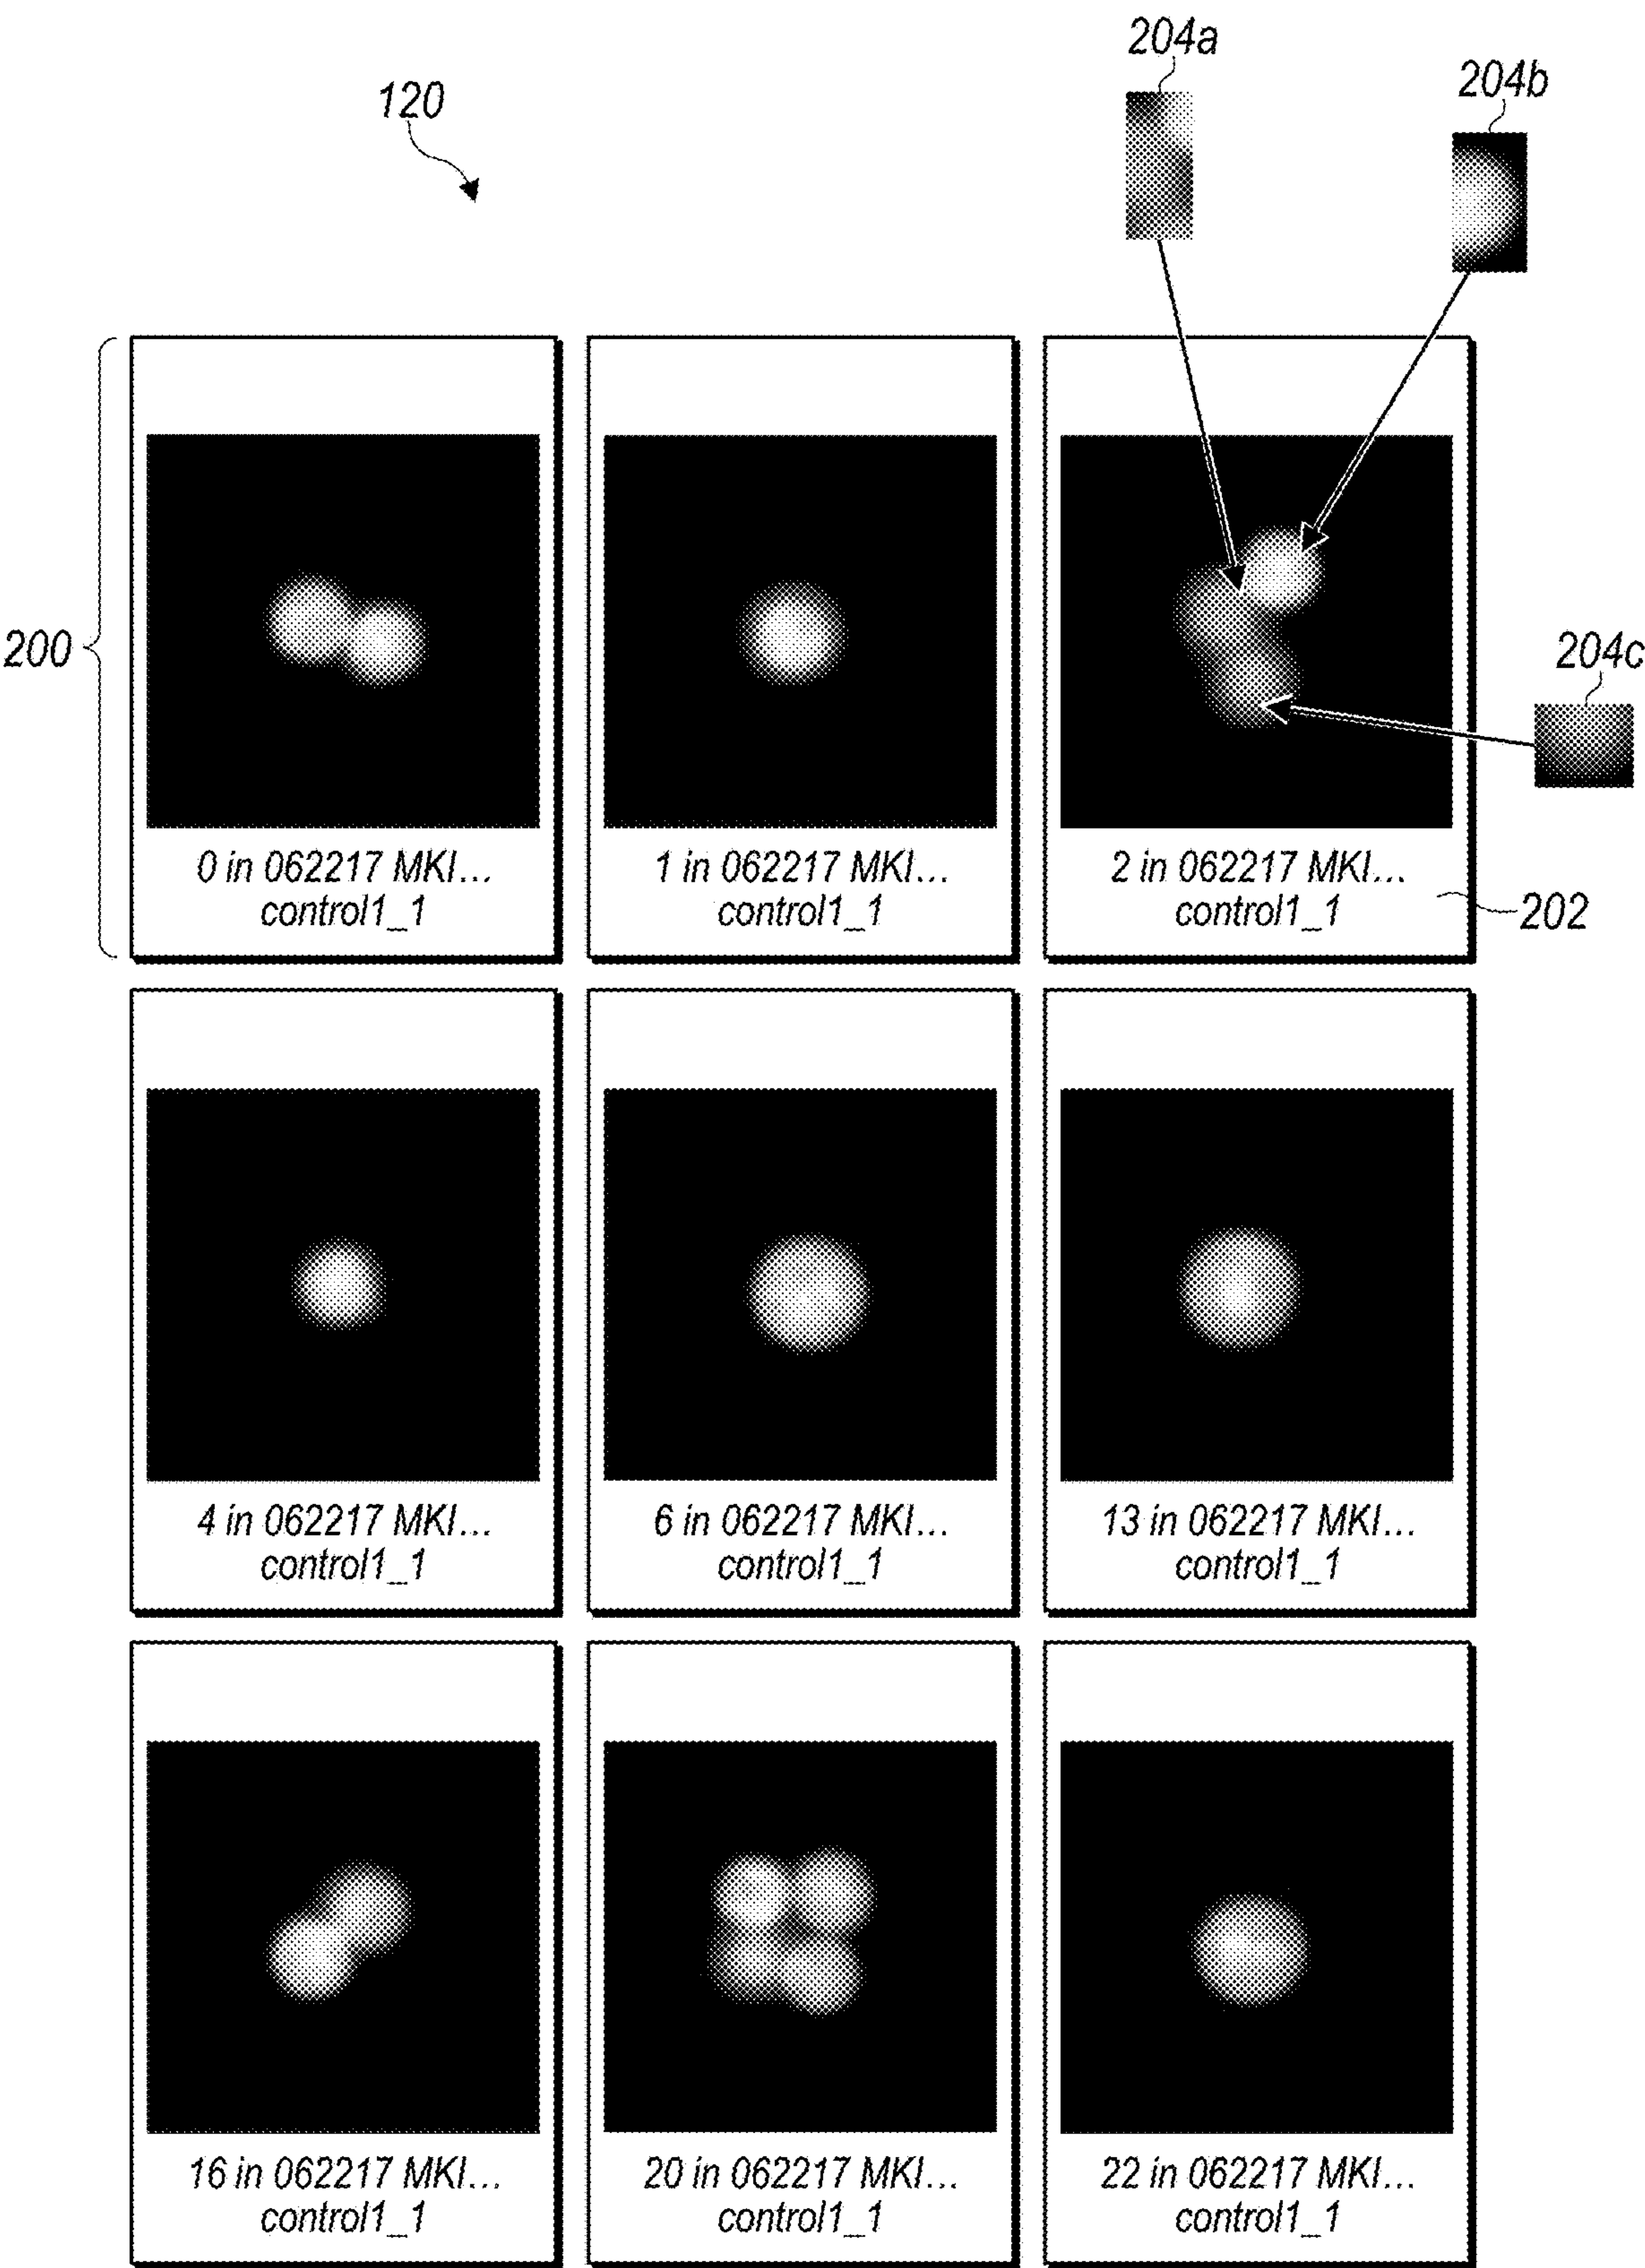 204a
204b
120
200
204c
0 in 062217 MKI...
control1_1
1 in 062217 MKI...
control1_1
2 in 062217 MKI...
control1_1
202
4 in 062217 MKI...
control1_1
6 in 062217 MKI...
control1_1
13 in 062217 MKI...
control1_1
16 in 062217 MKI...
control1_1
20 in 062217 MKI...
control1_1
22 in 062217 MKI...
control1_1